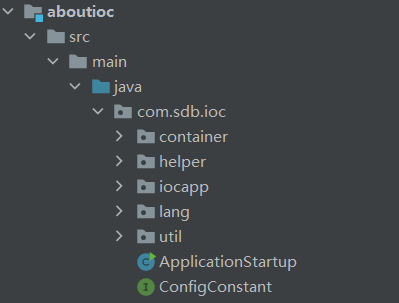 aboutioc
src
main
java
com.sdb.ioc
container
helper
iocapp
lang
util
ApplicationStartup
ConfigConstant